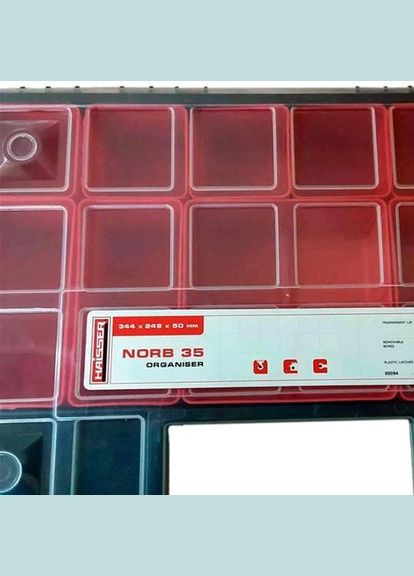 HAISSER
344 x 249 x 50 MM
NORB 35
ORGANISER
TRANSPARENT LID
REMOVABLE
BOXES
PLASTIC LATCHES
90094